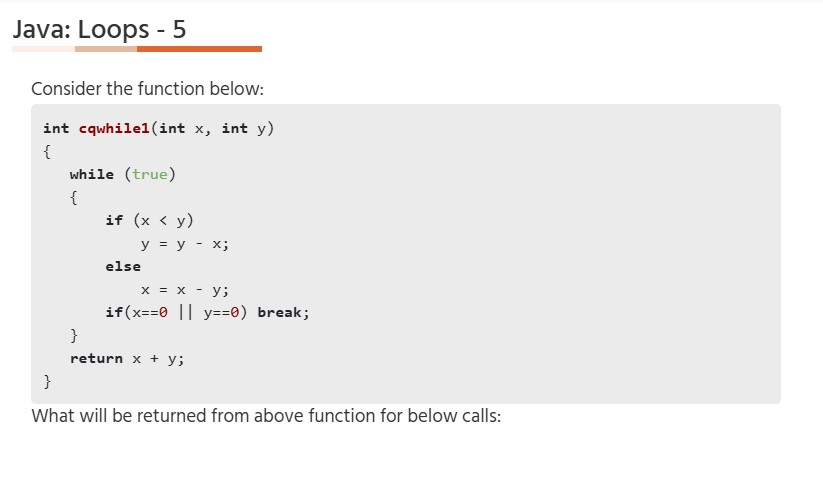 Java: Loops - 5
Consider the function below:
int cqwhile1(int x, int y)
{
while (true)
{
if (x < y)
y = y - x;
else
x = x - y;
if(x==0 || y==0) break;
}
return x + y;
}
What will be returned from above function for below calls: